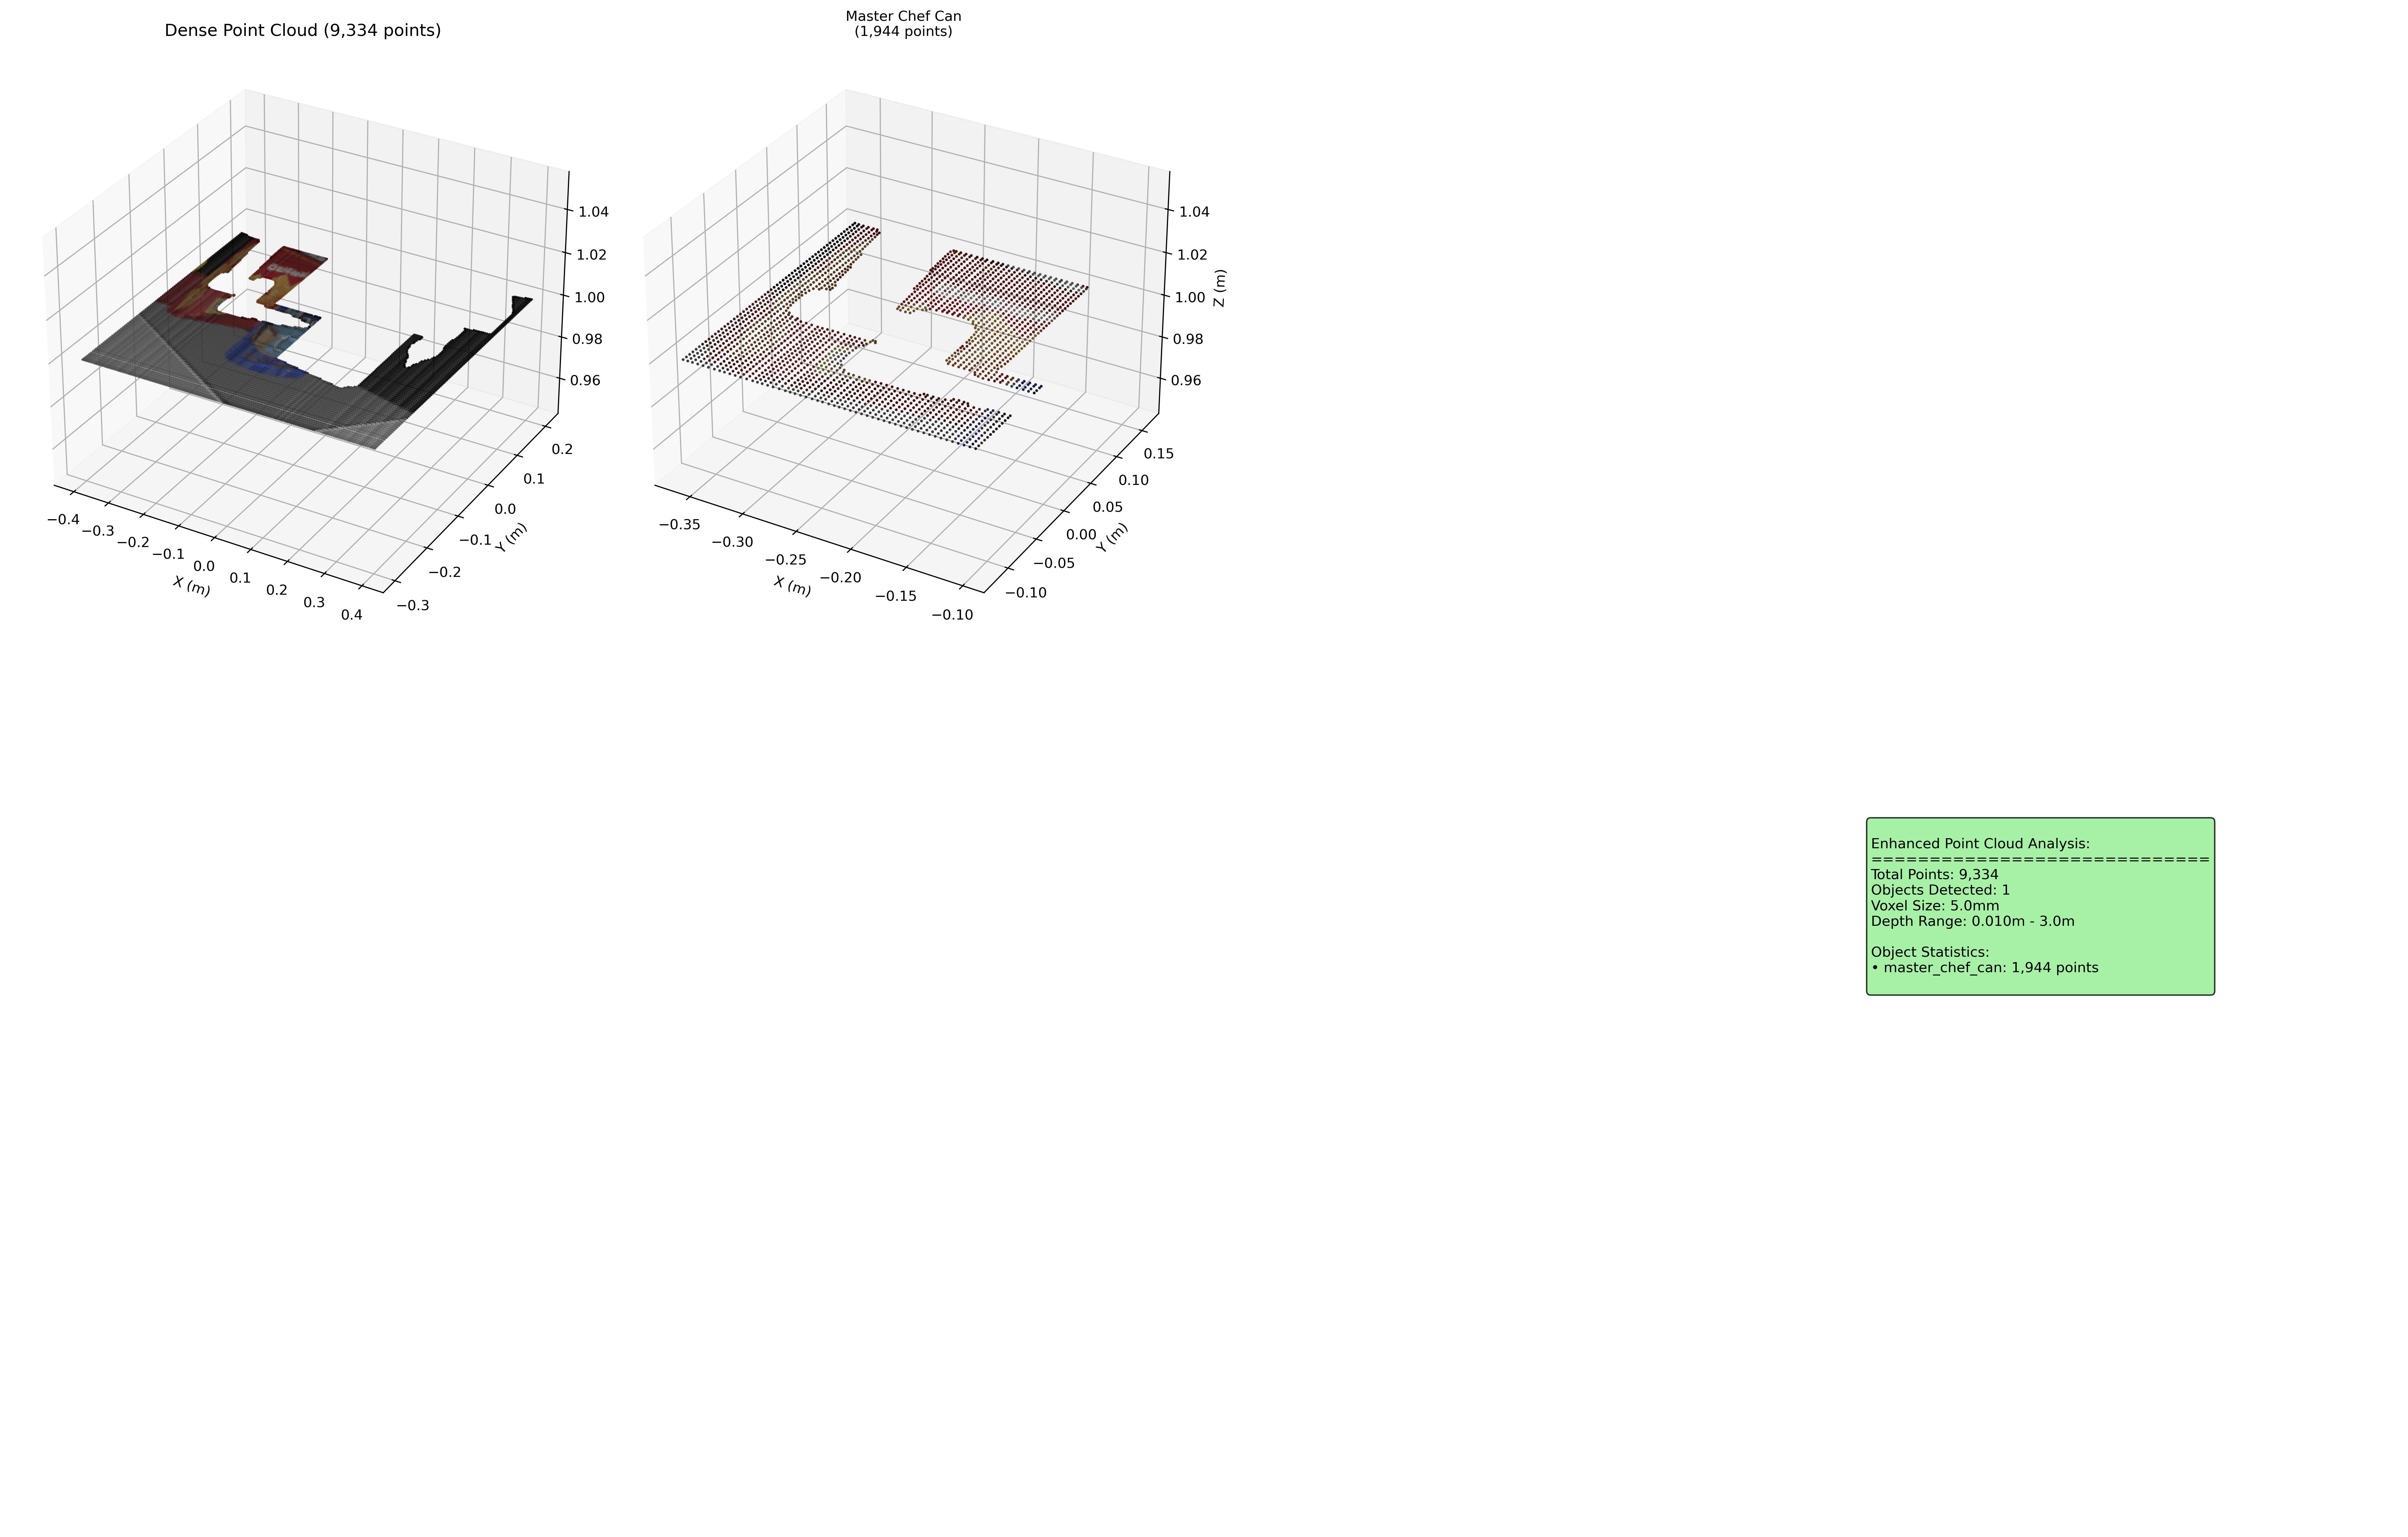 Dense Point Cloud (9,334 points)
1.04
1.02
1.00
0.98
0.96
0.2
0.1
0.0
−0.1
−0.2
−0.3
Y (m)
−0.4
−0.3
−0.2
−0.1
0.0
0.1
0.2
0.3
0.4
X (m)
Master Chef Can
(1,944 points)
1.04
1.02
1.00
0.98
0.96
Z (m)
0.15
0.10
0.05
0.00
−0.05
−0.10
Y (m)
−0.35
−0.30
−0.25
−0.20
−0.15
−0.10
X (m)
Enhanced Point Cloud Analysis:
==============================
Total Points: 9,334
Objects Detected: 1
Voxel Size: 5.0mm
Depth Range: 0.010m - 3.0m
Object Statistics:
• master_chef_can: 1,944 points